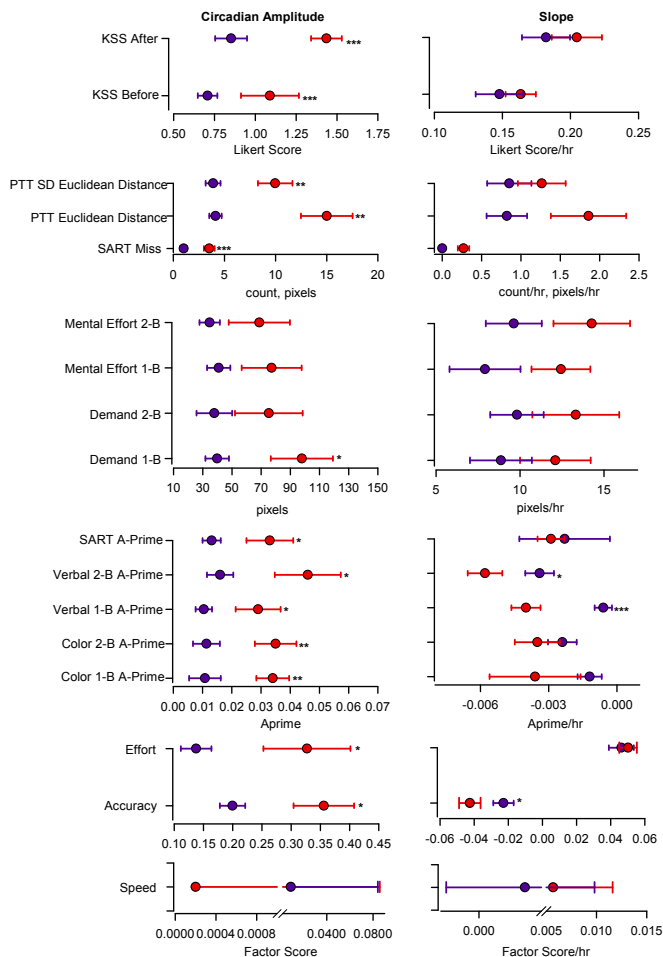 Circadian Amplitude
Slope
KSS After
***
KSS Before
***
0.50 0.75 1.00 1.25 1.50 1.75
0.10 0.15 0.20 0.25
Likert Score
Likert Score/hr
PTT SD Euclidean Distance
**
PTT Euclidean Distance
**
SART Miss
***
0 5 10 15 20
0.0 0.5 1.0 1.5 2.0 2.5
count, pixels
count/hr, pixels/hr
Mental Effort 2-B
Mental Effort 1-B
Demand 2-B
Demand 1-B
*
10 30 50 70 90 110 130 150
5 10 15
pixels
pixels/hr
SART A-Prime
*
Verbal 2-B A-Prime
* *
Verbal 1-B A-Prime
* ***
Color 2-B A-Prime
**
Color 1-B A-Prime
**
0.00 0.01 0.02 0.03 0.04 0.05 0.06 0.07
-0.006 -0.003 0.000
Aprime
Aprime/hr
Effort
*
Accuracy
* *
0.10 0.15 0.20 0.25 0.30 0.35 0.40 0.45
-0.06 -0.04 -0.02 0.00 0.02 0.04 0.06
Speed
0.0000 0.0004 0.0008 0.0400 0.0800
0.000 0.005 0.010 0.015
Factor Score
Factor Score/hr